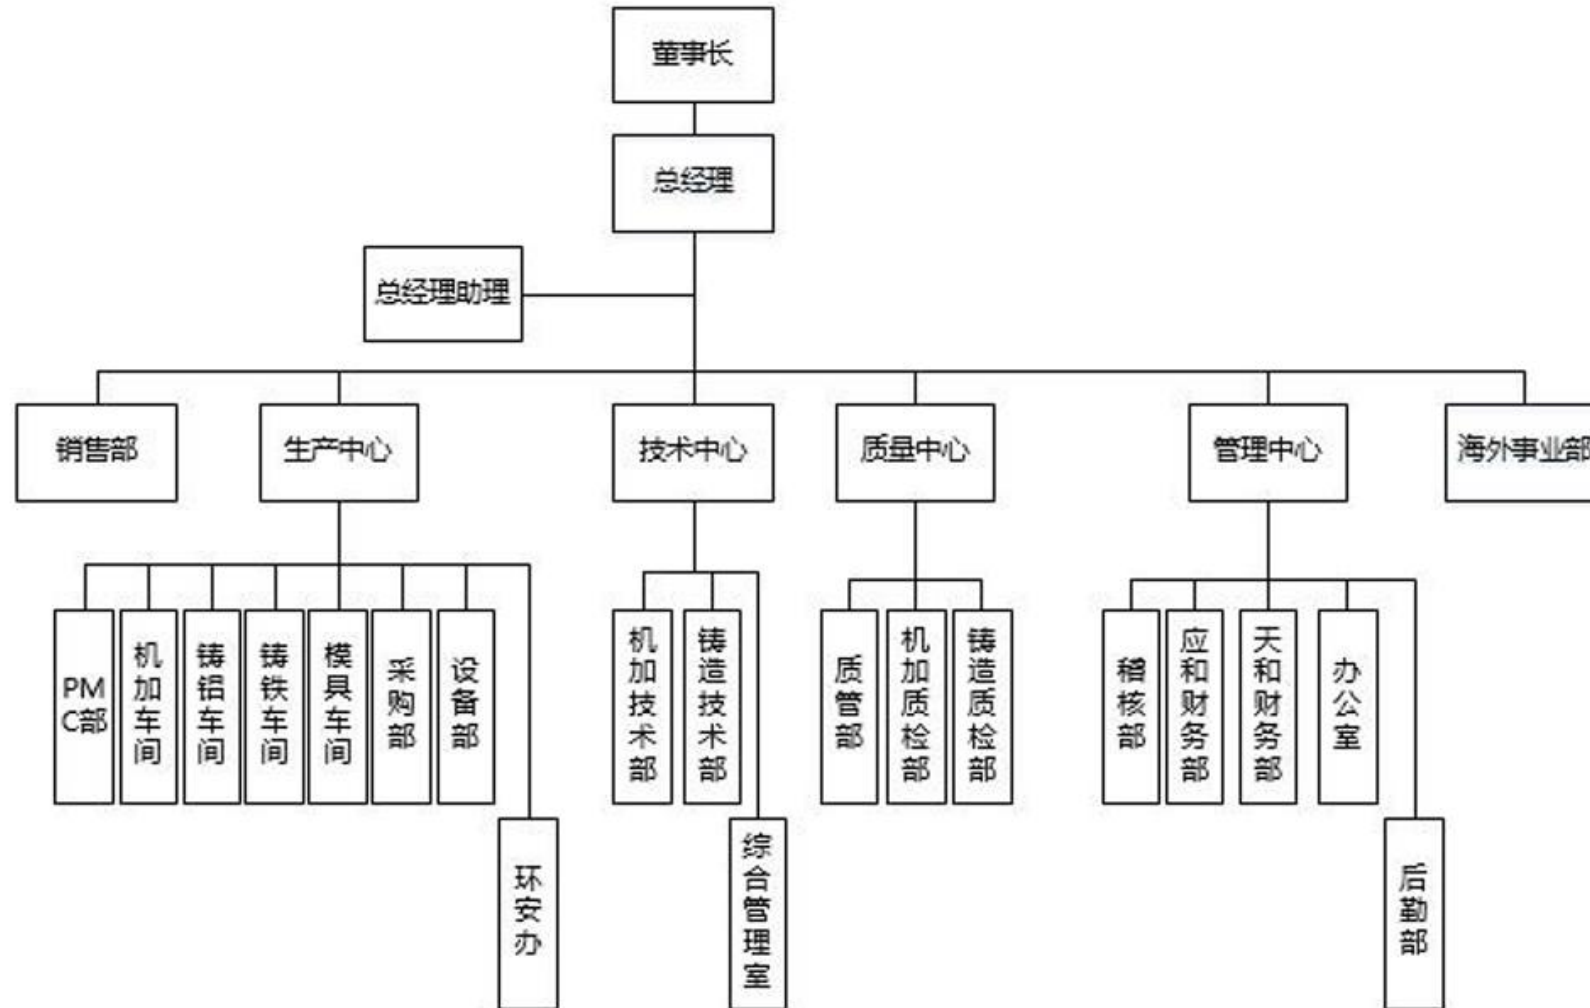 董事长
总经理
总经理助理
销售部
生产中心
技术中心
质量中心
管理中心
海外事业部
PM
C部
机加车间
铸铝车间
铸铁车间
模具车间
采购部
设备部
机加技术部
铸造技术部
质管部
机加质检部
铸造质检部
稽核部
应和财务部
天和财务部
办公室
环安办
综合管理室
后勤部